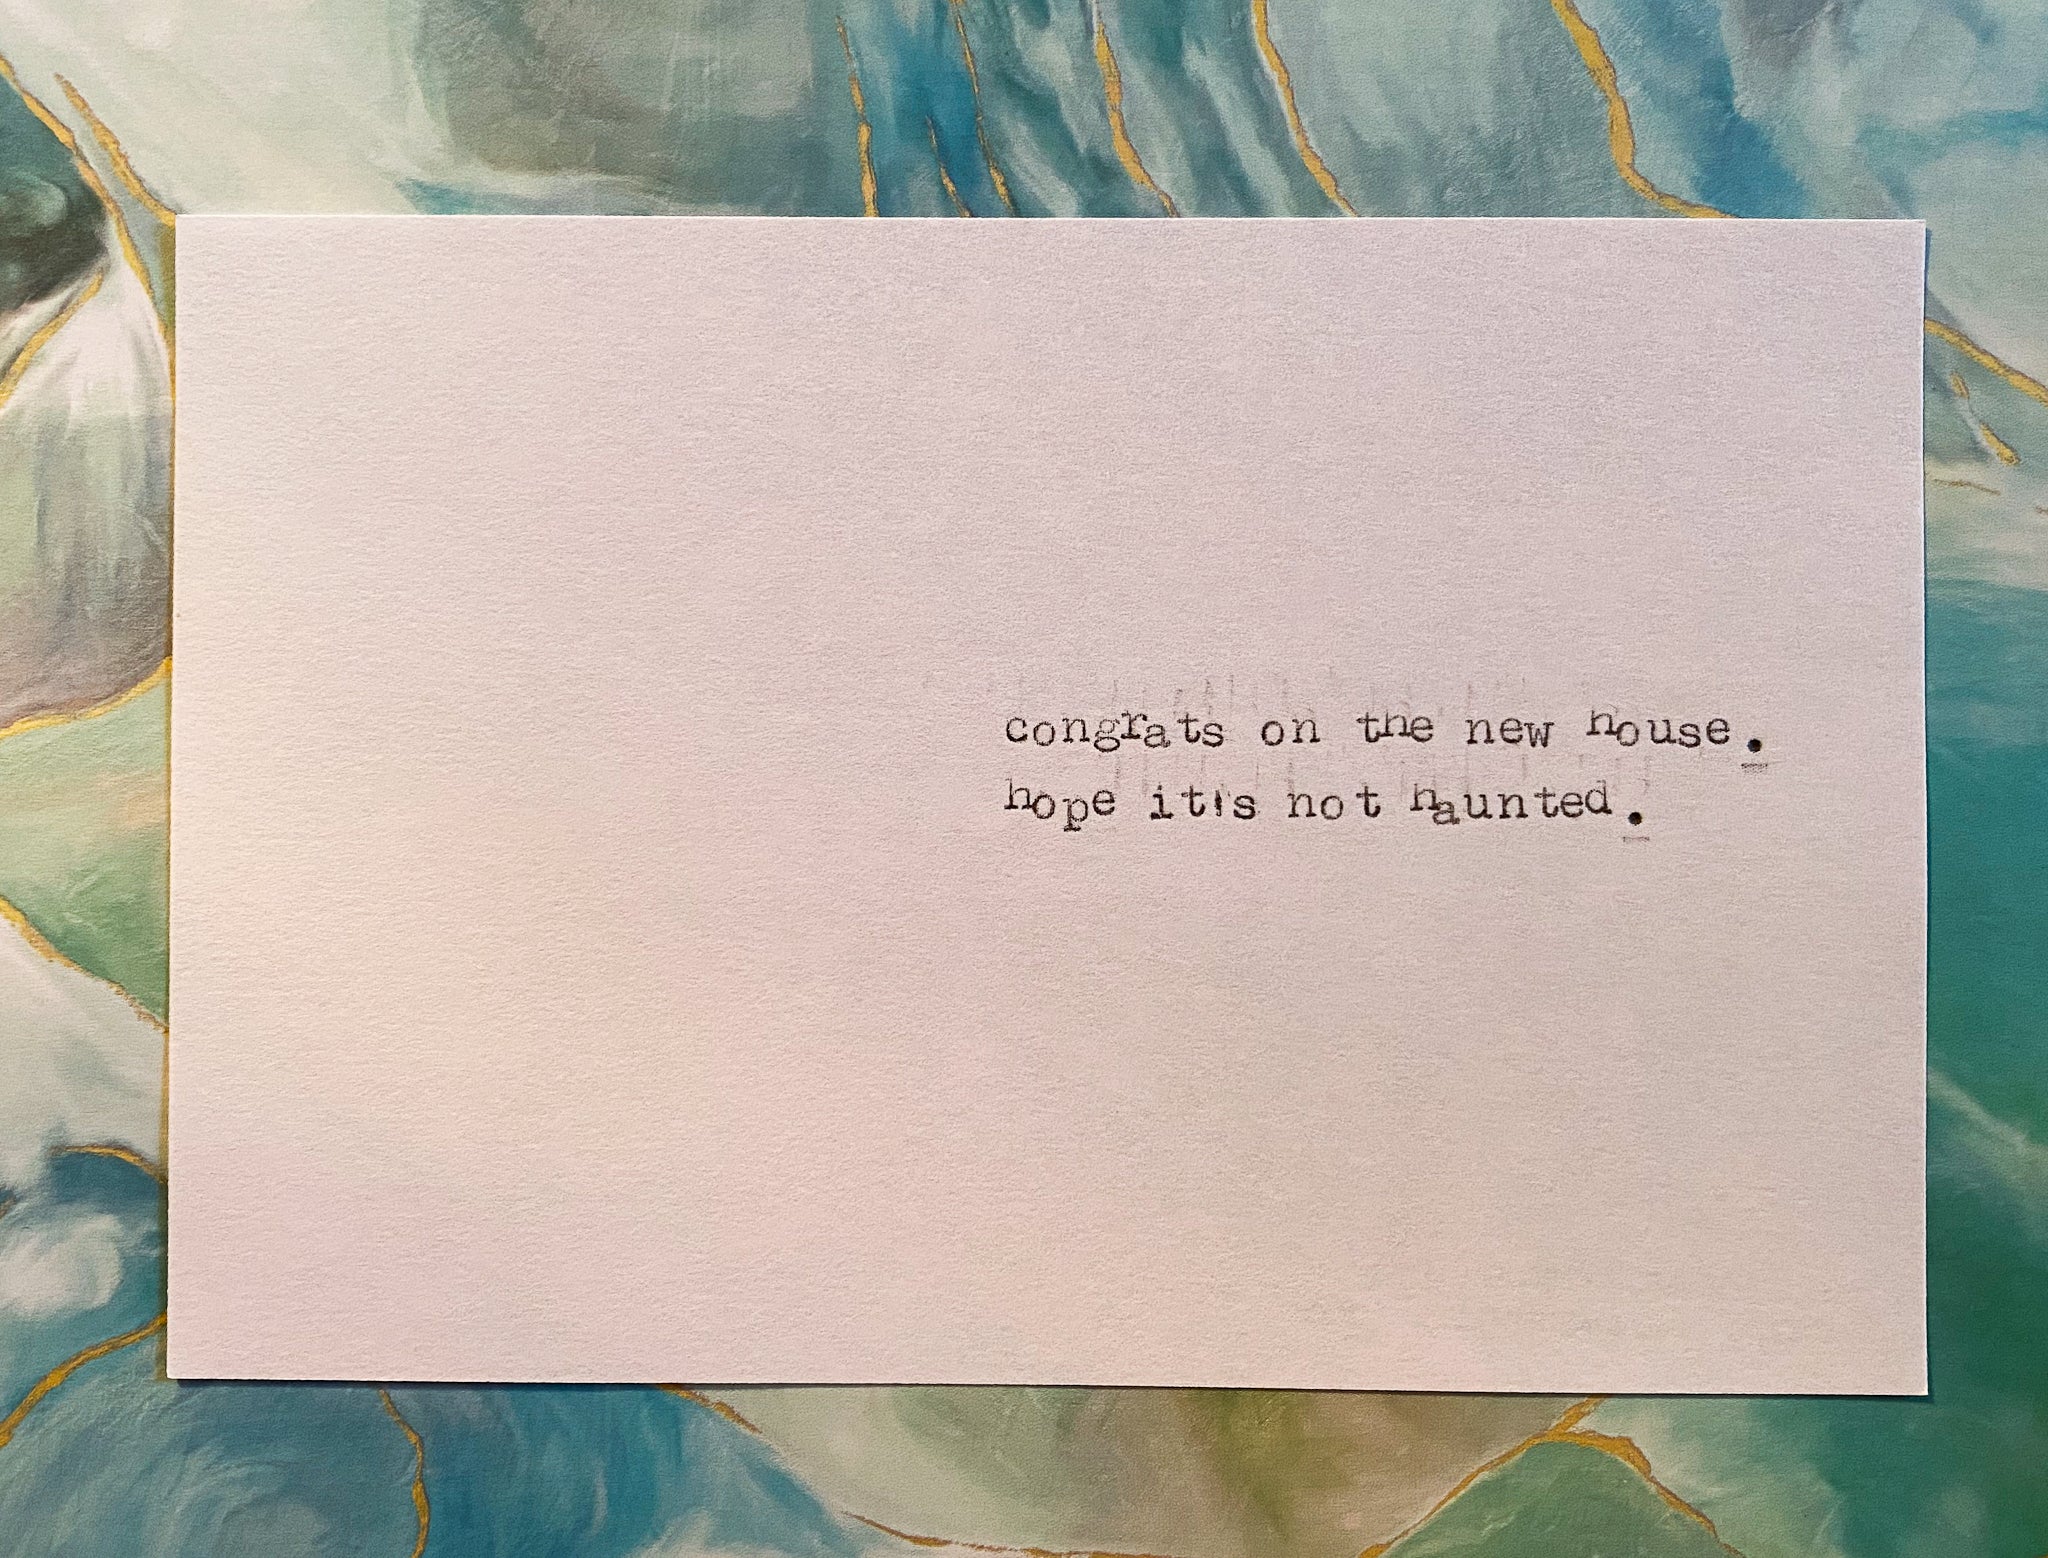 congrats on the new house.
hope it's not haunted.